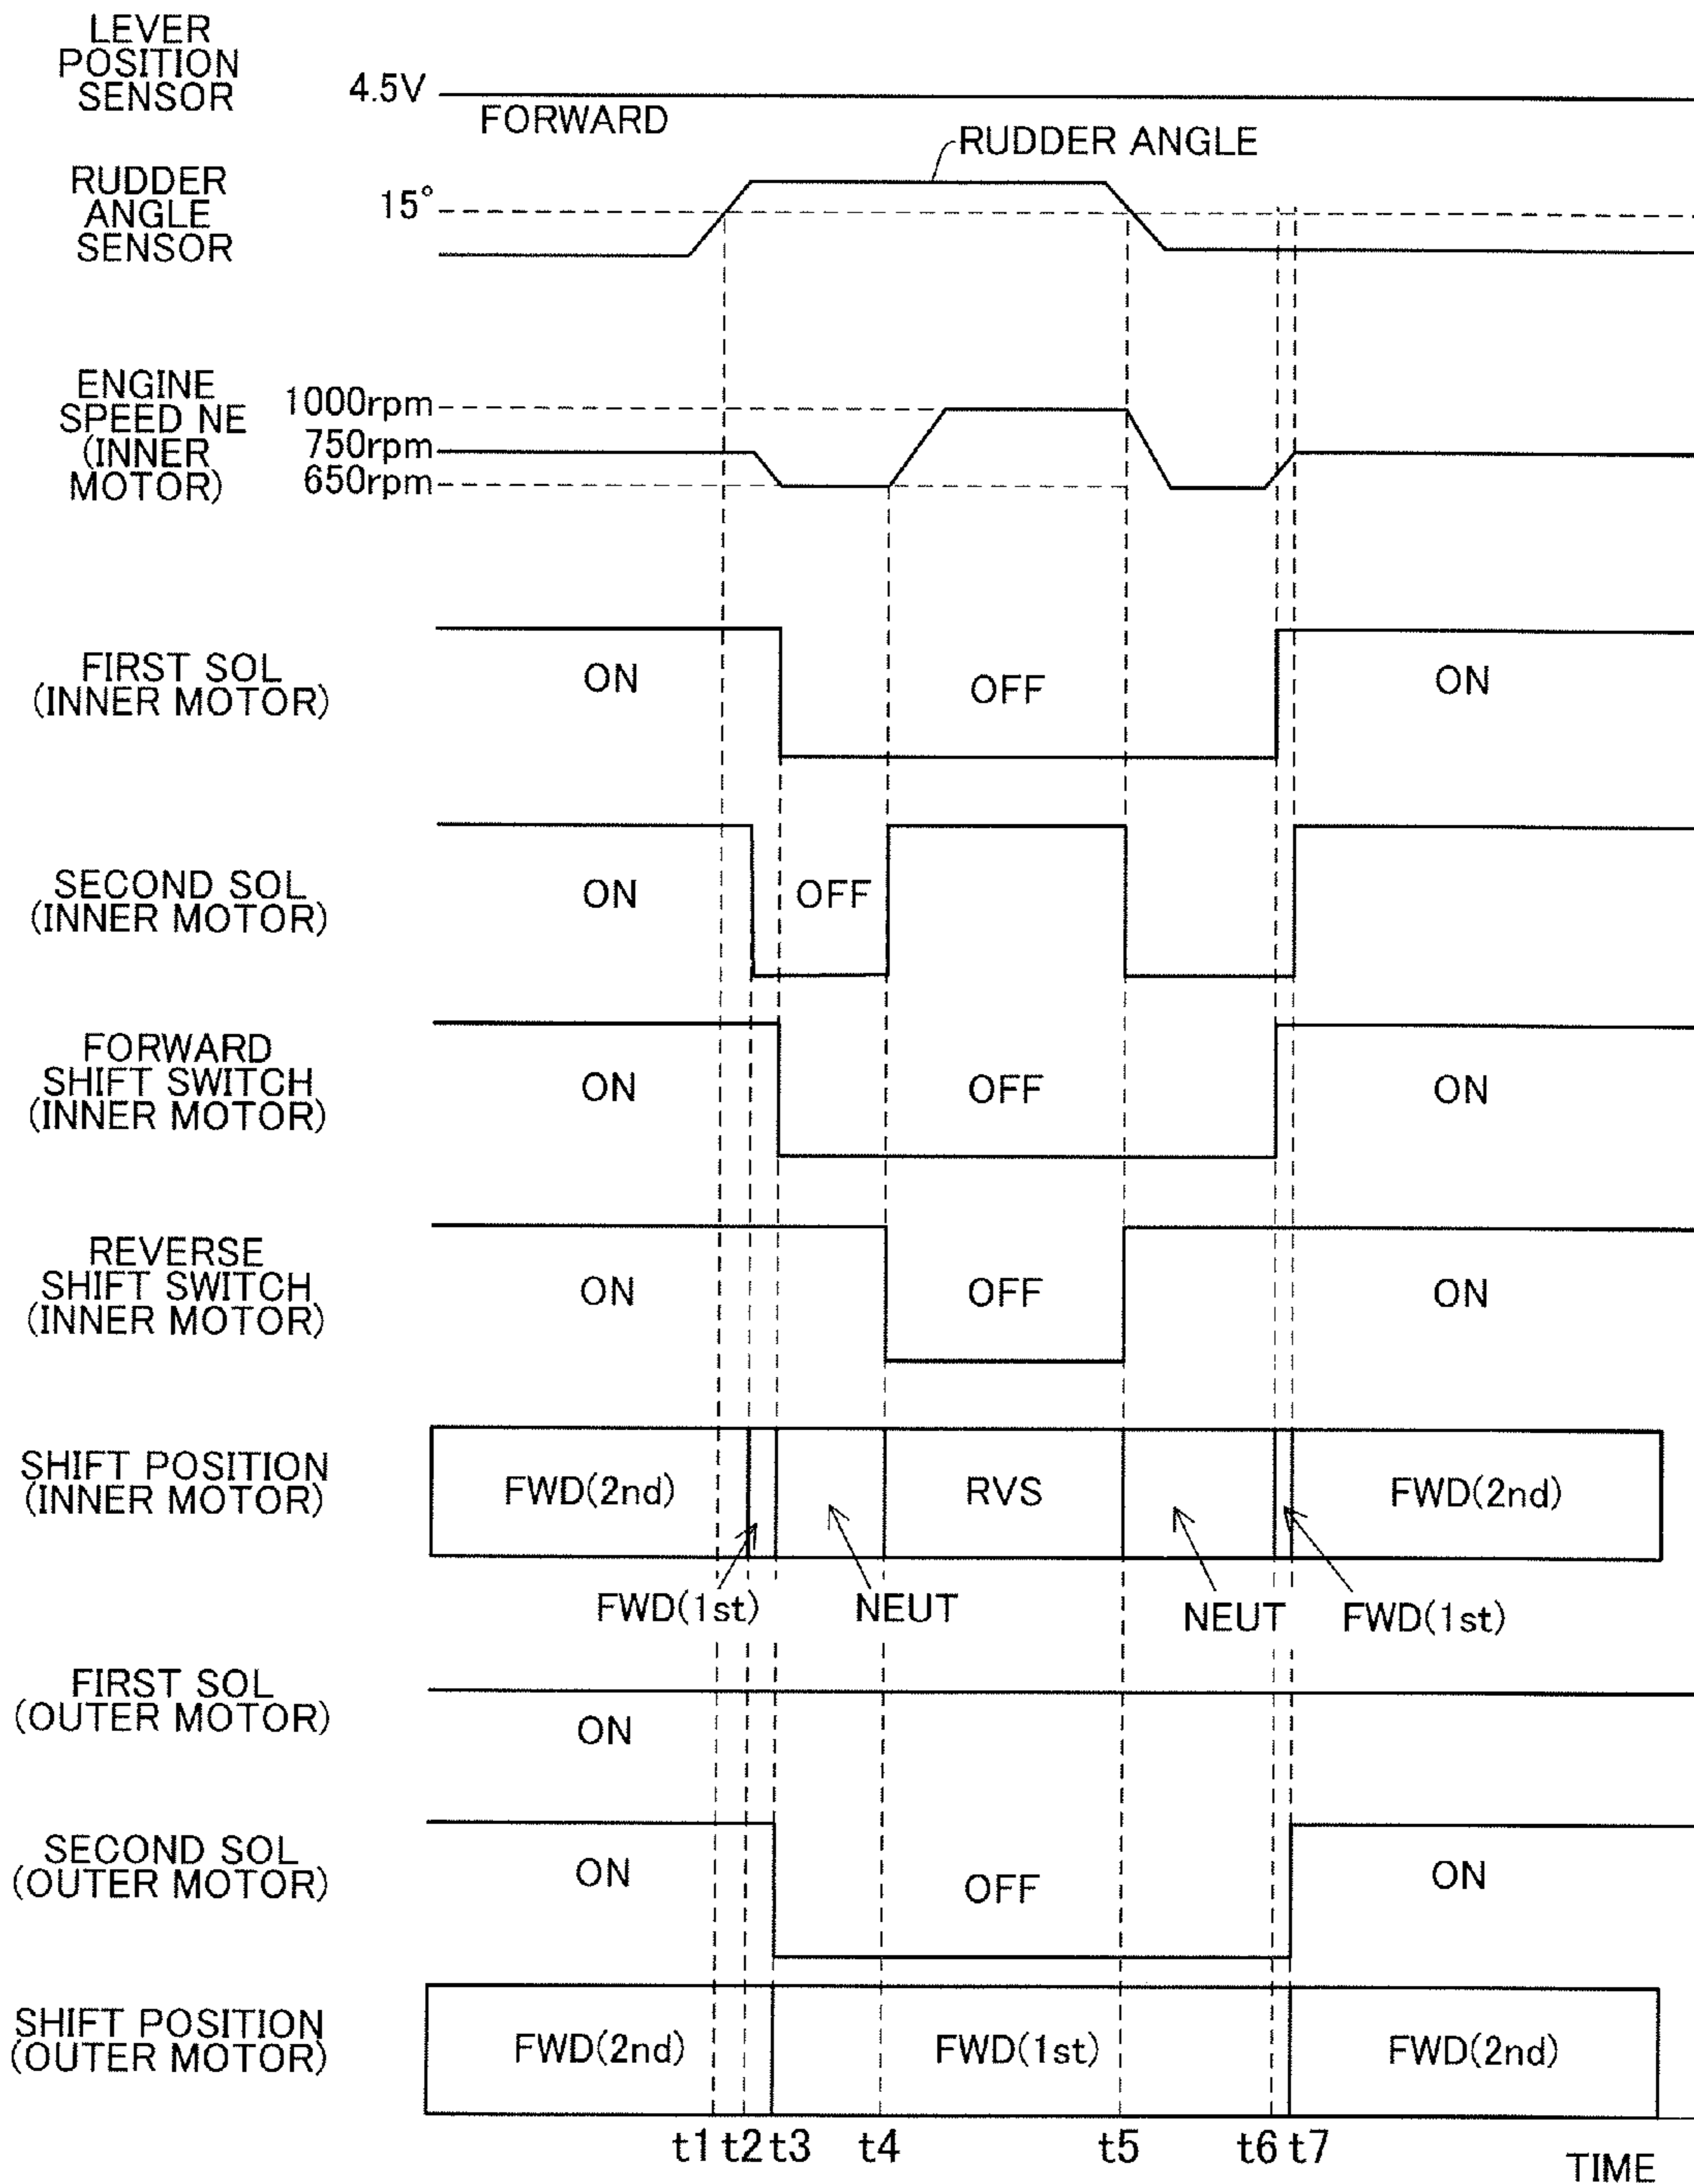 LEVER
POSITION
SENSOR
4.5V
FORWARD
RUDDER ANGLE
RUDDER
ANGLE
SENSOR
15°
ENGINE
SPEED NE
(INNER
MOTOR)
1000rpm
750rpm
650rpm
FIRST SOL
(INNER MOTOR)
ON
OFF
ON
SECOND SOL
(INNER MOTOR)
ON
OFF
FORWARD
SHIFT SWITCH
(INNER MOTOR)
ON
OFF
ON
REVERSE
SHIFT SWITCH
(INNER MOTOR)
ON
OFF
ON
SHIFT POSITION
(INNER MOTOR)
FWD(2nd)
RVS
FWD(2nd)
FWD(1st)
NEUT
NEUT
FWD(1st)
FIRST SOL
(OUTER MOTOR)
ON
SECOND SOL
(OUTER MOTOR)
ON
OFF
ON
SHIFT POSITION
(OUTER MOTOR)
FWD(2nd)
FWD(1st)
FWD(2nd)
t1 t2 t3 t4 t5 t6 t7
TIME